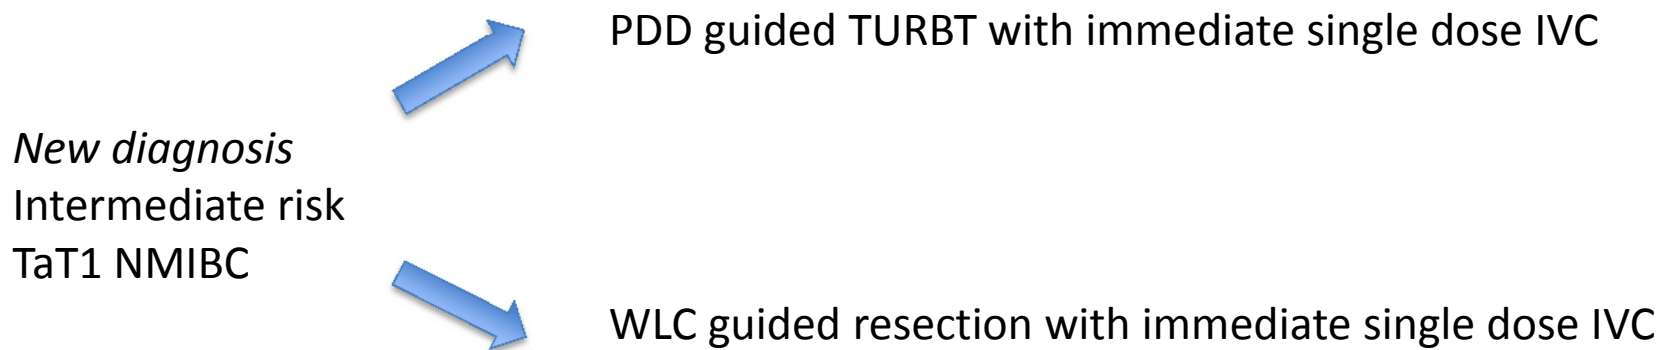 PDD guided TURBT with immediate single dose IVC
New diagnosis
Intermediate risk
TaT1 NMIBC
WLC guided resection with immediate single dose IVC